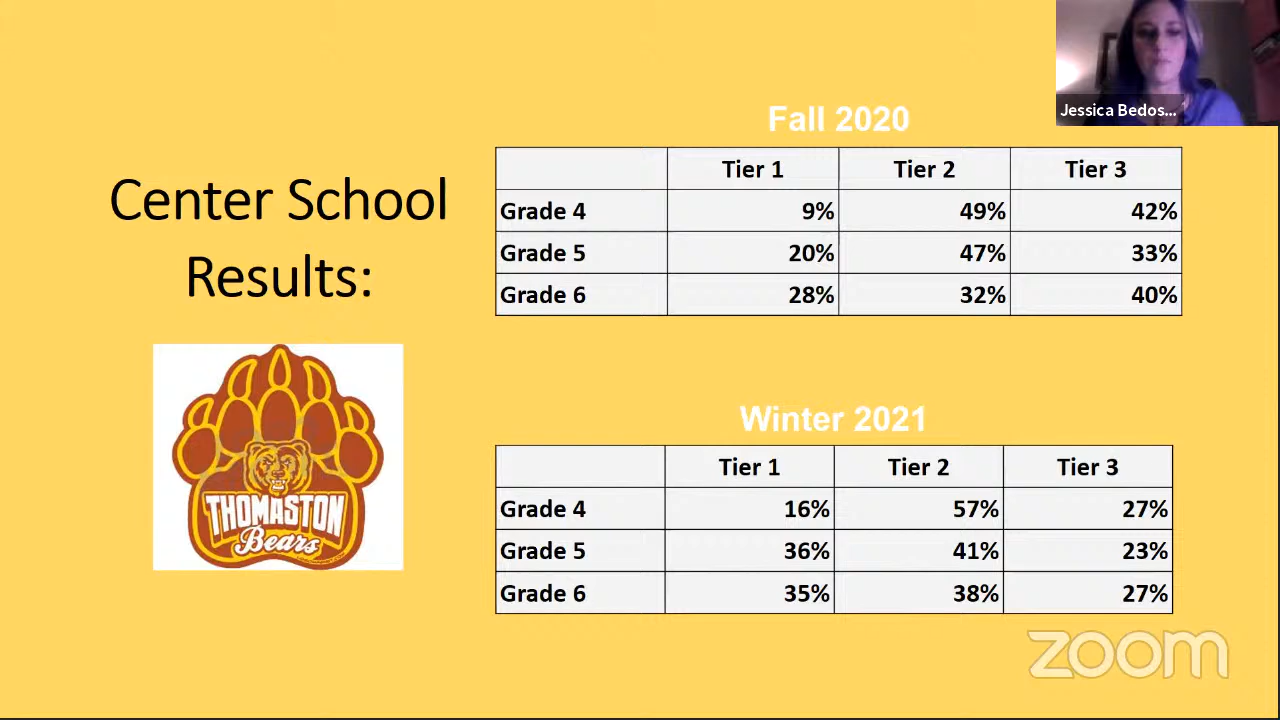 Jessica Bedos...
Center School
Results:
THOMASTON
Bears
Fall 2020
Tier 1 Tier 2 Tier 3
Grade 4 9% 49% 42%
Grade 5 20% 47% 33%
Grade 6 28% 32% 40%
Winter 2021
Tier 1 Tier 2 Tier 3
Grade 4 16% 57% 27%
Grade 5 36% 41% 23%
Grade 6 35% 38% 27%
zoom